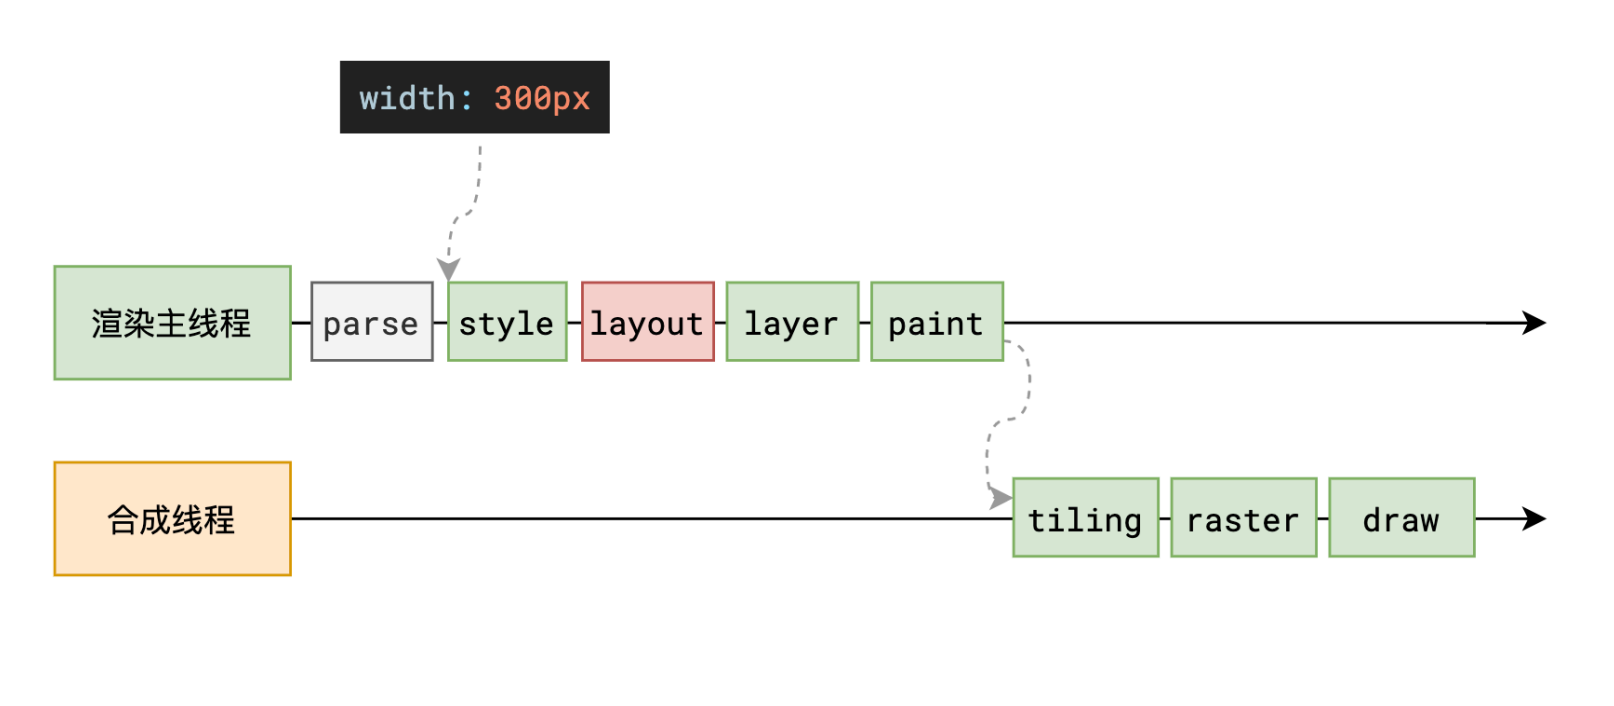 width: 300px
渲染主线程
parse
style
layout
layer
paint
合成线程
tiling
raster
draw